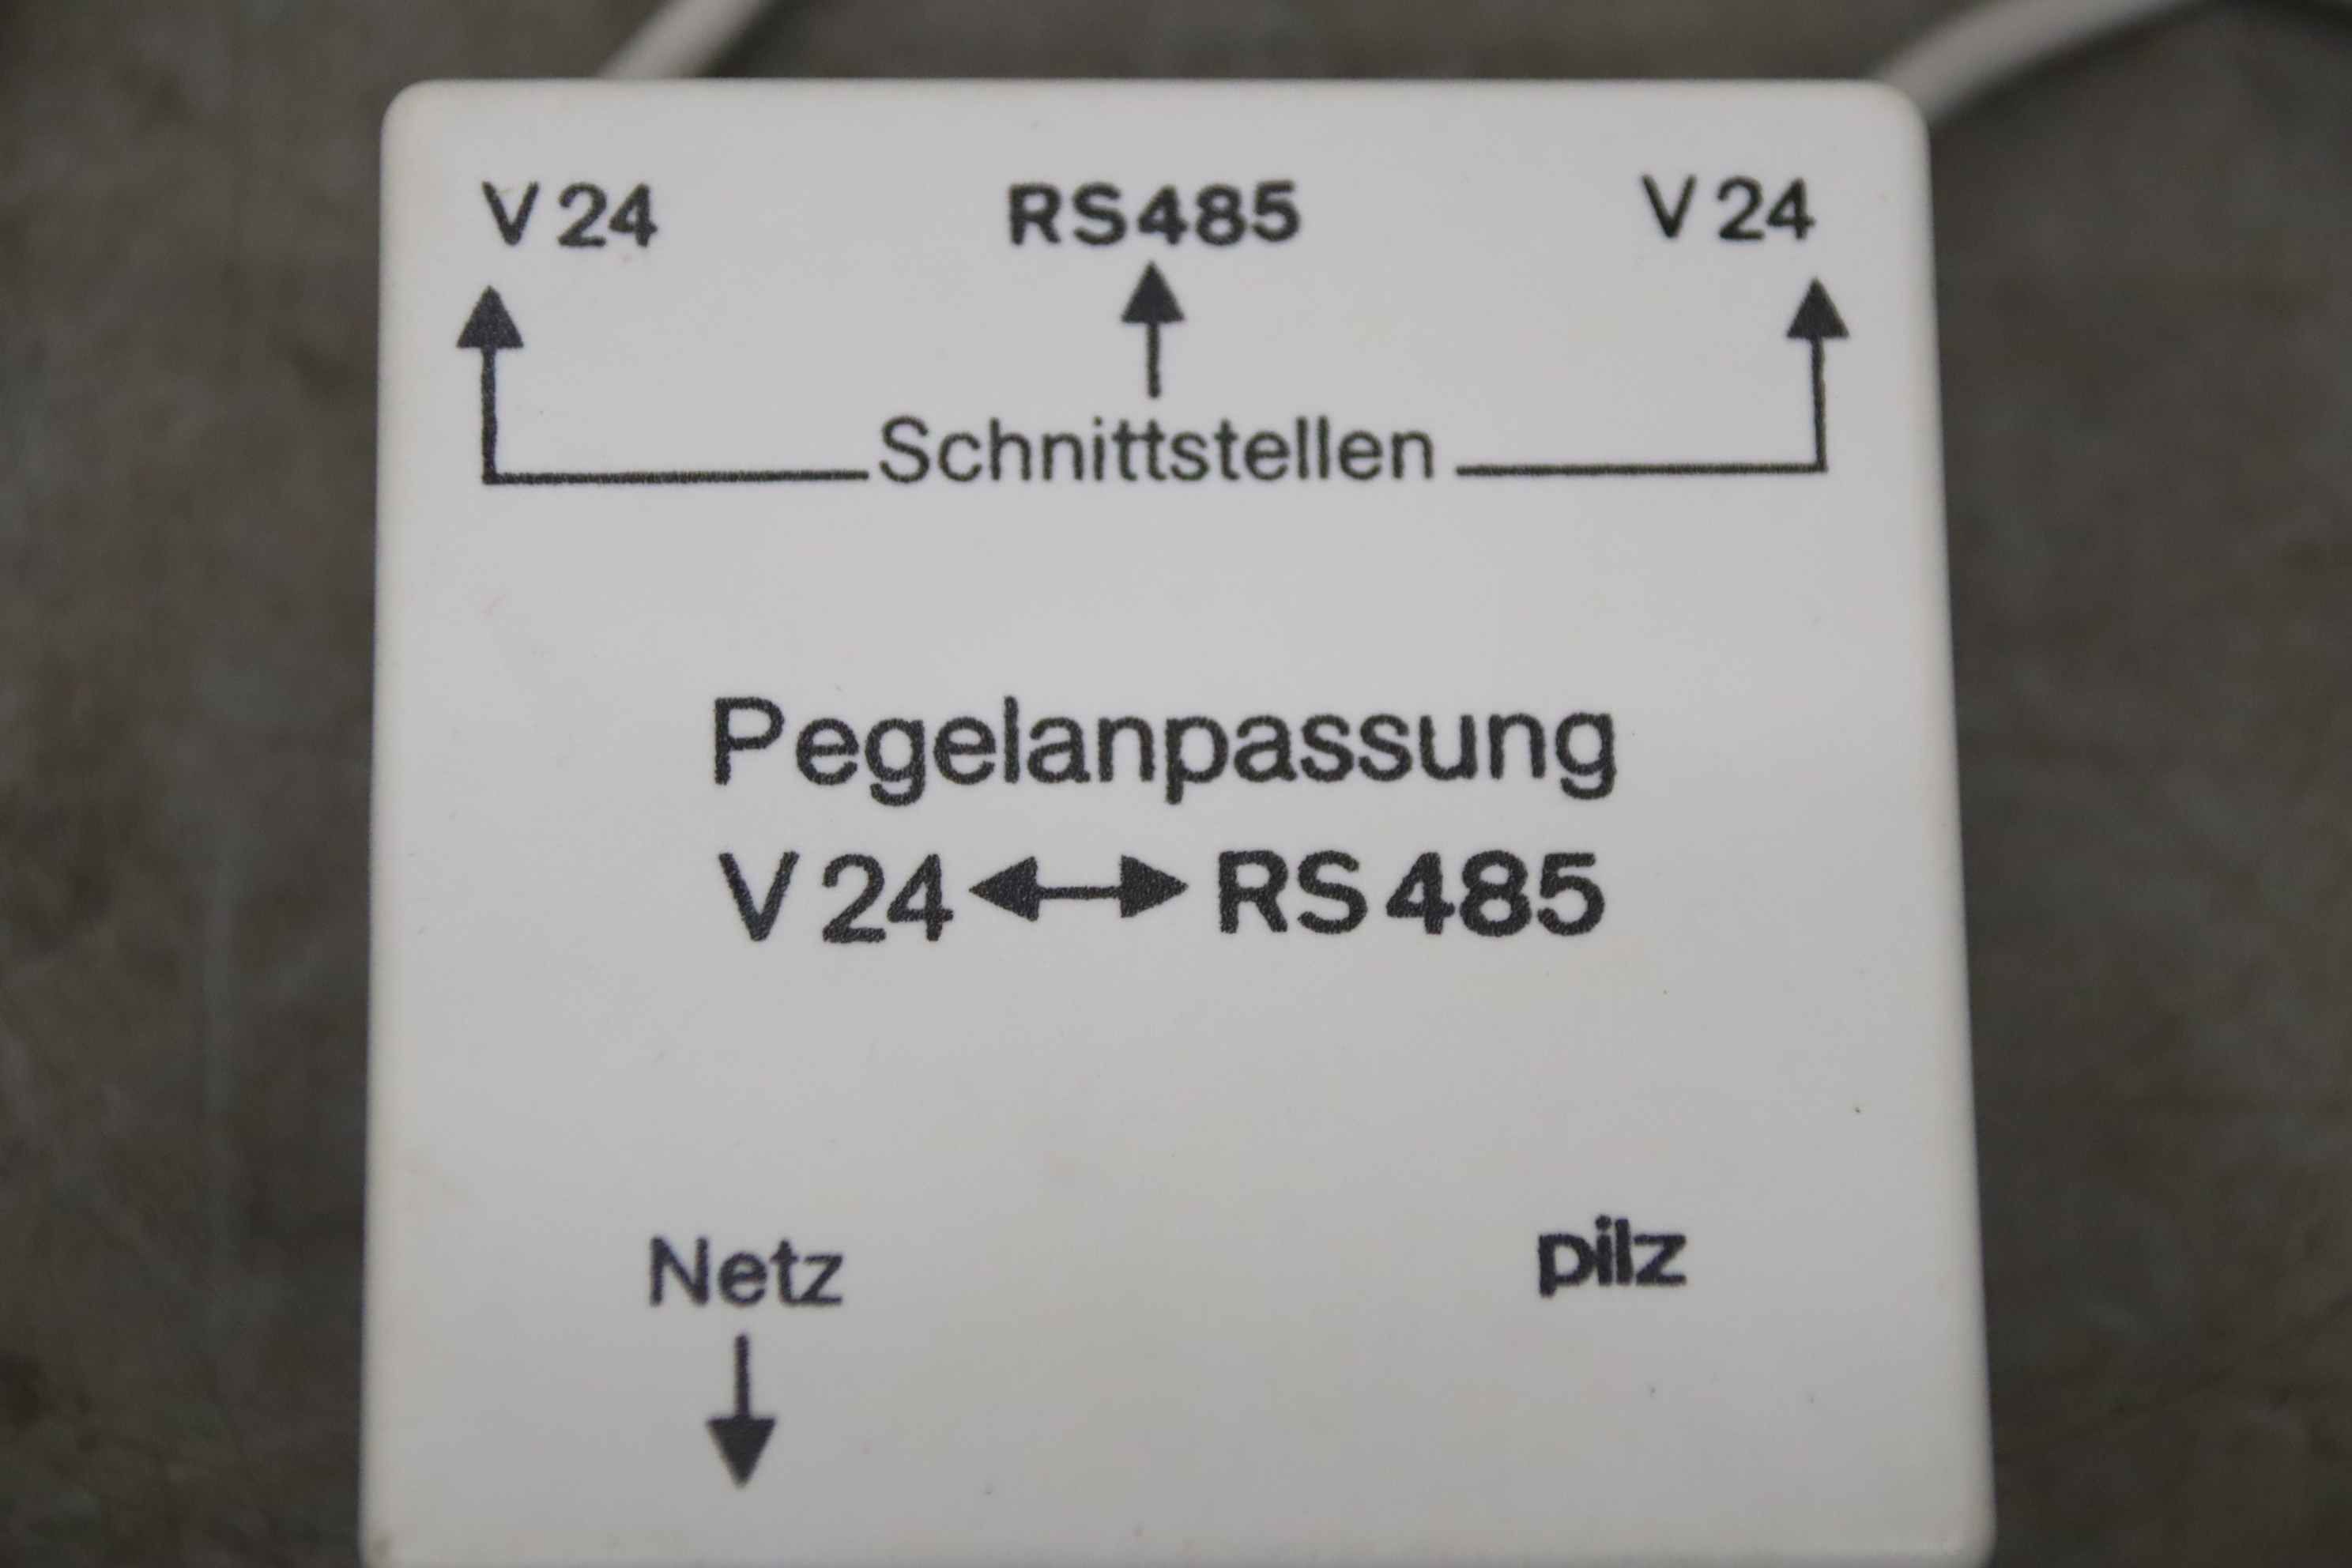 V 24 RS485 V 24
Schnittstellen
Pegelanpassung
V 24 ↔ RS 485
Netz
pilz